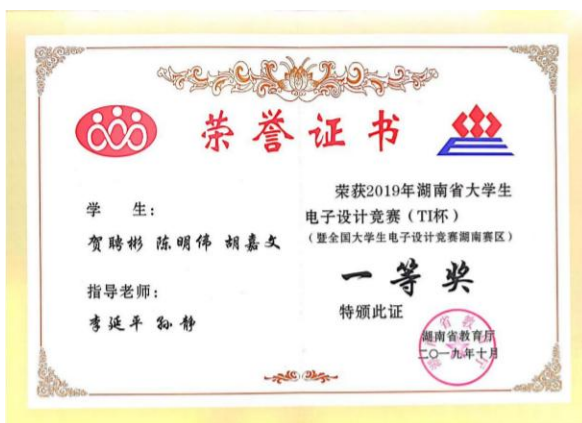 荣誉证书
学 生：
贺聘彬 陈明伟 胡嘉文
指导老师：
李延平 孙静
荣获2019年湖南省大学生
电子设计竞赛（TI杯）
（暨全国大学生电子设计竞赛湖南赛区）
一等奖
特颁此证
湖南省教育厅
二〇一九年十月